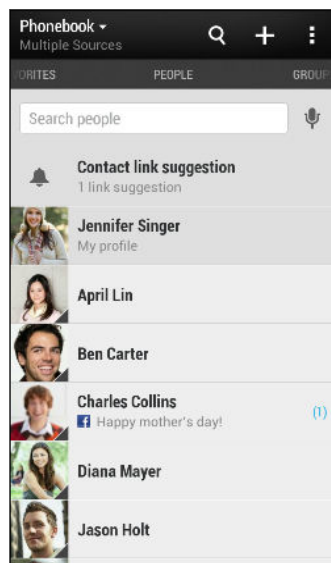 Phonebook
Multiple Sources
ORITES PEOPLE GROUP
Search people
Contact link suggestion
1 link suggestion
Jennifer Singer
My profile
April Lin
Ben Carter
Charles Collins
Happy mother's day! (1)
Diana Mayer
Jason Holt